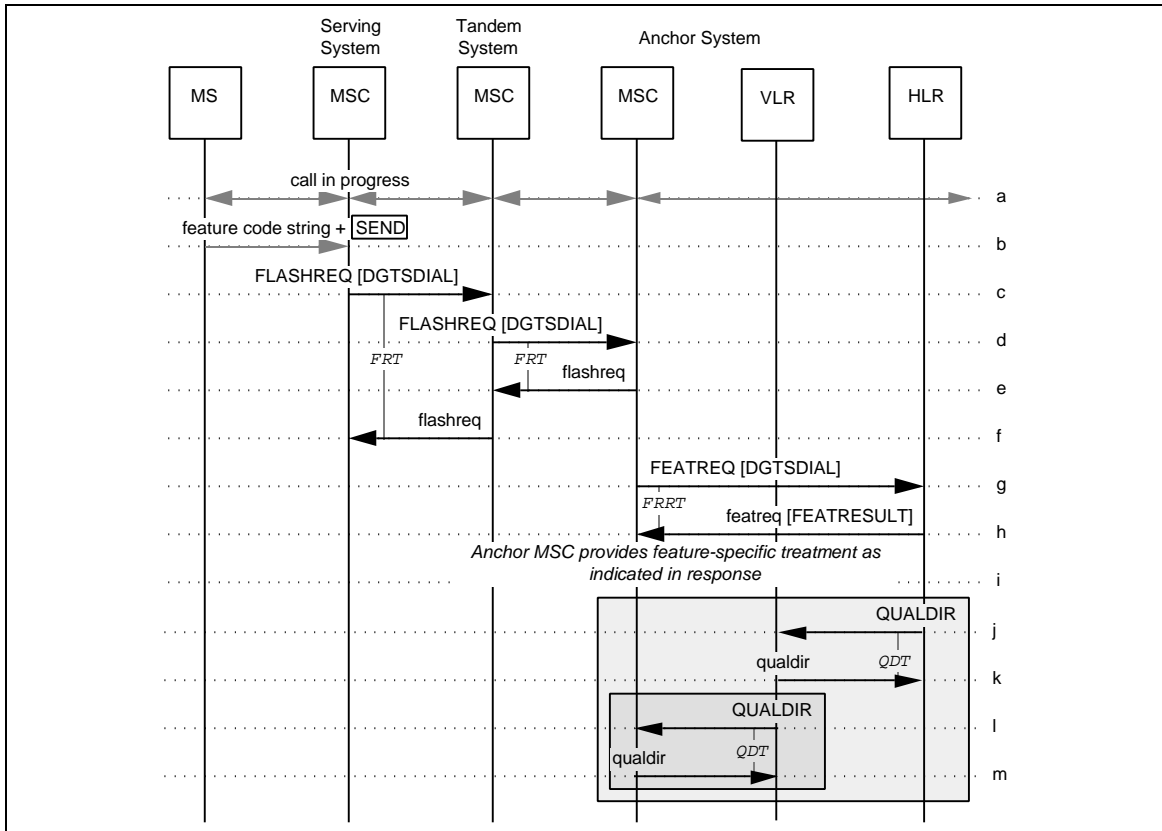 Serving
System
Tandem
System
Anchor System
MS
MSC
MSC
MSC
VLR
HLR
call in progress
a
feature code string + SEND
b
FLASHREQ [DGTSDIAL]
c
FLASHREQ [DGTSDIAL]
d
FRT
FRT
flashreq
e
flashreq
f
FEATREQ [DGTSDIAL]
g
FRRT
featreq [FEATRESULT]
h
Anchor MSC provides feature-specific treatment as
indicated in response
i
QUALDIR
j
qualdir
QDT
k
QUALDIR
l
QDT
qualdir
m